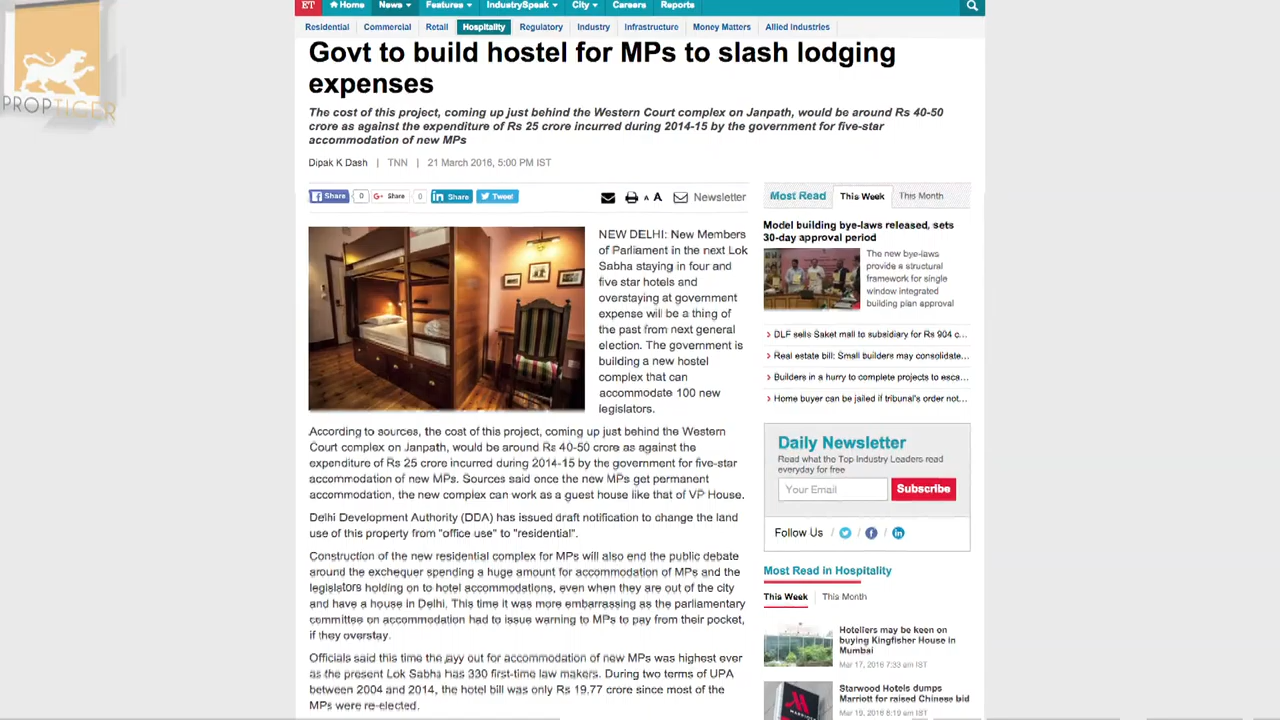 PROPTIGER
ET Home News Features IndustrySpeak City Careers Reports
Residential Commercial Retail Hospitality Regulatory Industry Infrastructure Money Matters Allied Industries
Govt to build hostel for MPs to slash lodging
expenses
The cost of this project, coming up just behind the Western Court complex on Janpath, would be around Rs 40-50
crore as against the expenditure of Rs 25 crore incurred during 2014-15 by the government for five-star
accommodation of new MPs
Dipak K Dash | TNN | 21 March 2016, 5:00 PM IST
Share 0 Share 0 Share Tweet
A A Newsletter
NEW DELHI: New Members
of Parliament in the next Lok
Sabha staying in four and
five star hotels and
overstaying at government
expense will be a thing of
the past from next general
election. The government is
building a new hostel
complex that can
accommodate 100 new
legislators.
According to sources, the cost of this project, coming up just behind the Western
Court complex on Janpath, would be around Rs 40-50 crore as against the
expenditure of Rs 25 crore incurred during 2014-15 by the government for five-star
accommodation of new MPs. Sources said once the new MPs get permanent
accommodation, the new complex can work as a guest house like that of VP House.
Delhi Development Authority (DDA) has issued draft notification to change the land
use of this property from "office use" to "residential".
Construction of the new residential complex for MPs will also end the public debate
around the exchequer spending a huge amount for accommodation of MPs and the
legislators holding on to hotel accommodations, even when they are out of the city
and have a house in Delhi. This time it was more embarrassing as the parliamentary
committee on accommodation had to issue warning to MPs to pay from their pocket,
if they overstay.
Officials said this time the pay out for accommodation of new MPs was highest ever
as the present Lok Sabha has 330 first-time law makers. During two terms of UPA
between 2004 and 2014, the hotel bill was only Rs 19.77 crore since most of the
MPs were re-elected.
Most Read This Week This Month
Model building bye-laws released, sets
30-day approval period
The new bye-laws
provide a structural
framework for single
window integrated
building plan approval
DLF sells Saket mall to subsidiary for Rs 904 c...
Real estate bill: Small builders may consolidate...
Builders in a hurry to complete projects to esca...
Home buyer can be jailed if tribunal's order not...
Daily Newsletter
Read what the Top Industry Leaders read
everyday for free
Your Email Subscribe
Follow Us / / /
Most Read in Hospitality
This Week This Month
Hoteliers may be keen on
buying Kingfisher House in
Mumbai
Mar 17, 2016 7:33 am IST
Starwood Hotels dumps
Marriott for raised Chinese bid
Mar 19, 2016 8:19 am IST
Marriott